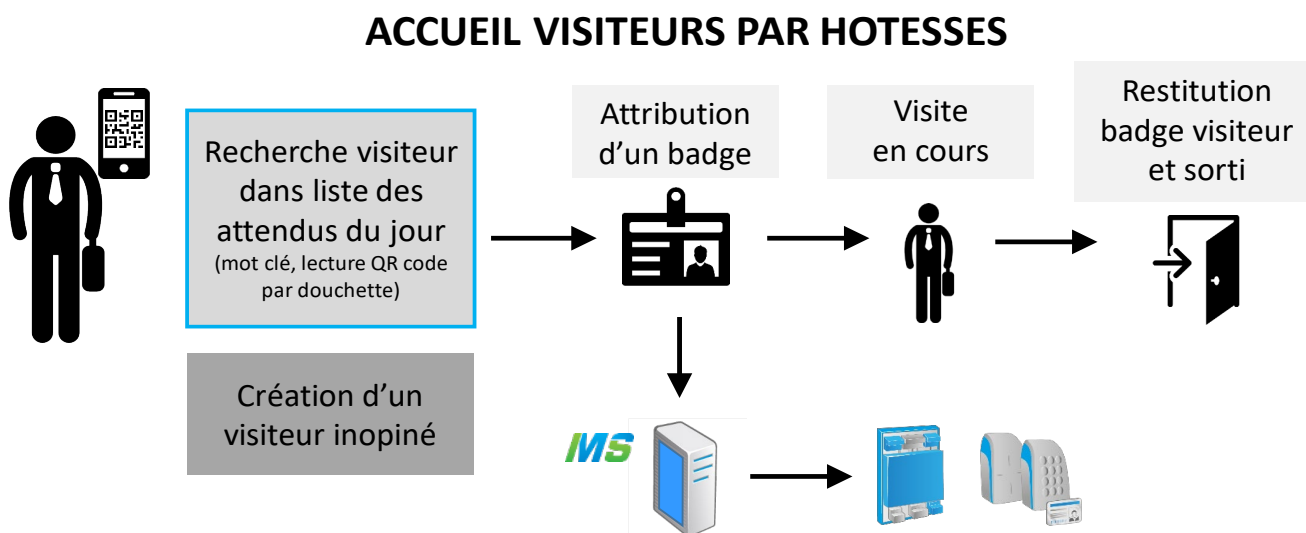 ACCUEIL VISITEURS PAR HOTESSES
Recherche visiteur
dans liste des
attendus du jour
(mot clé, lecture QR code
par douchette)
Création d’un
visiteur inopiné
Attribution
d’un badge
Visite
en cours
Restitution
badge visiteur
et sorti
MS